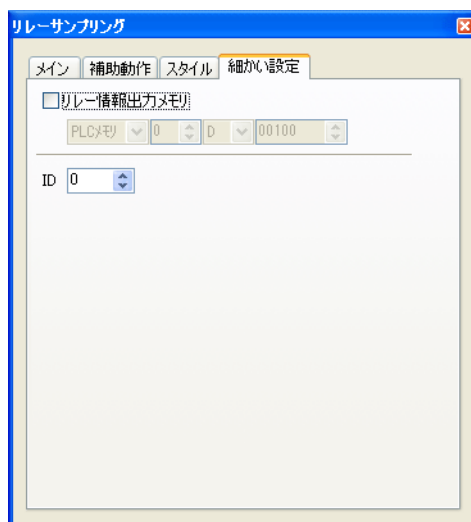 リレーサンプリング
メイン 補助動作 スタイル 細かい設定
リレー情報出力メモリ
PLCメモリ 0 D 00100
ID 0